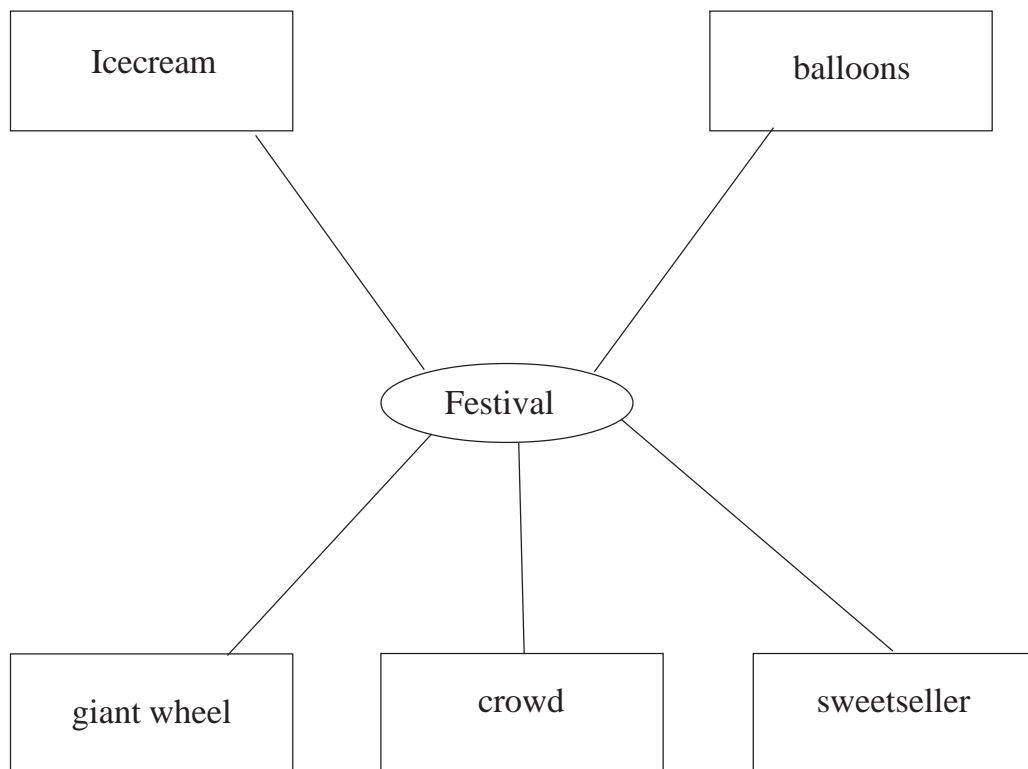 Icecream
balloons
Festival
giant wheel
crowd
sweetseller